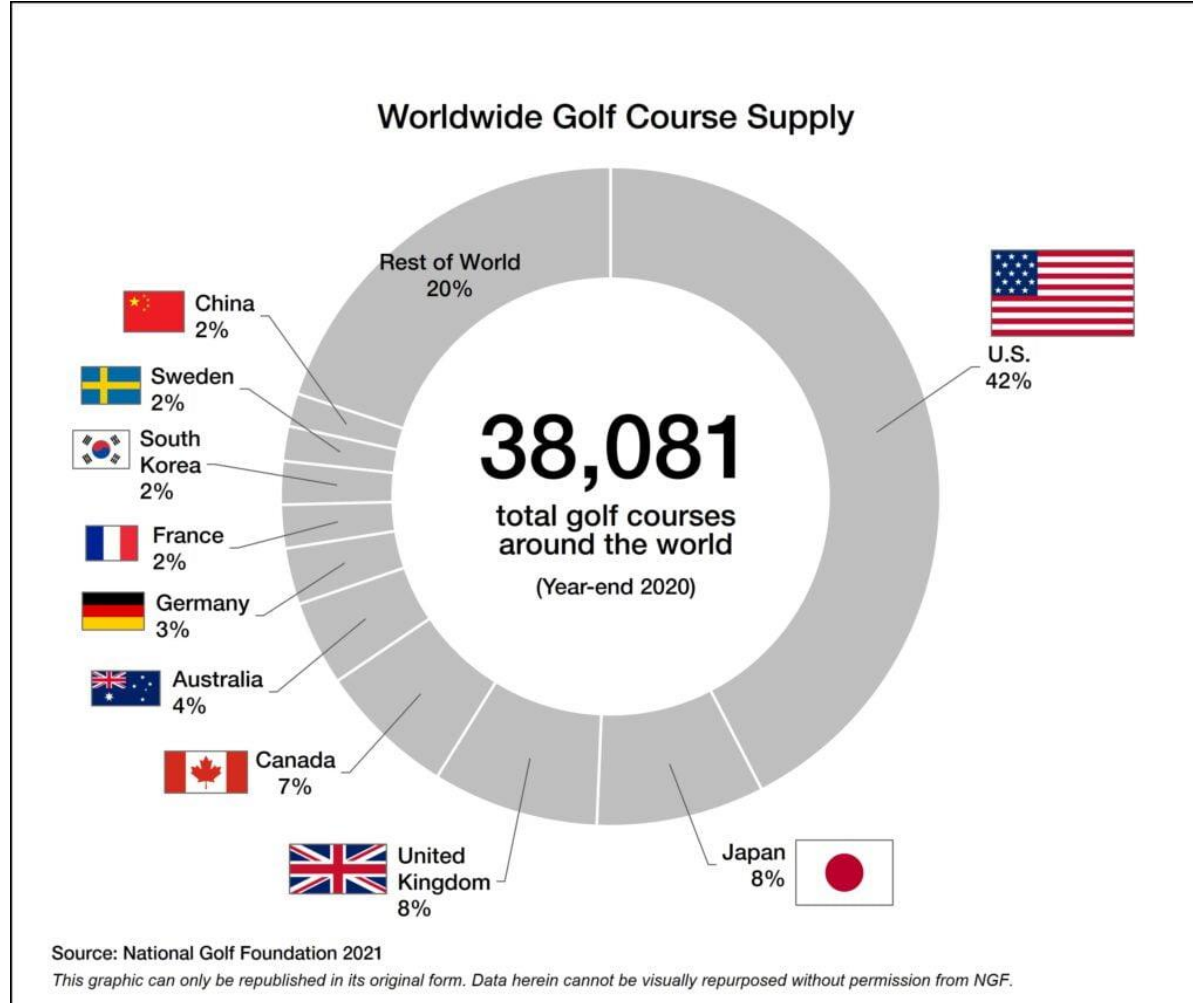 Worldwide Golf Course Supply
Rest of World
20%
China
2%
Sweden
2%
South
Korea
2%
France
2%
Germany
3%
Australia
4%
Canada
7%
United
Kingdom
8%
Japan
8%
U.S.
42%
38,081
total golf courses
around the world
(Year-end 2020)
Source: National Golf Foundation 2021
This graphic can only be republished in its original form. Data herein cannot be visually repurposed without permission from NGF.